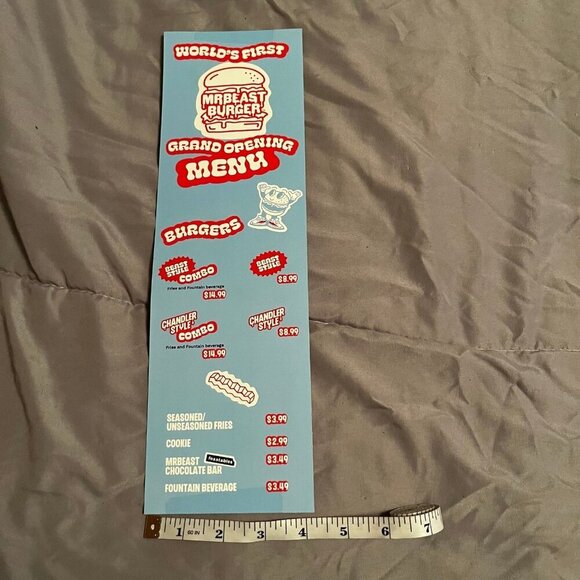 WORLD'S FIRST
MRBEAST
BURGER
GRAND OPENING
MENU
BURGERS
BEAST
STYLE
COMBO
Fries and Fountain beverage
$14.99
BEAST
STYLE
$8.99
CHANDLER
STYLE
COMBO
Fries and Fountain beverage
$14.99
CHANDLER
STYLE
$8.99
SEASONED/
UNSEASONED FRIES
$3.99
COOKIE
$2.99
MRBEAST feastables
CHOCOLATE BAR
$3.49
FOUNTAIN BEVERAGE
$3.49
1 60 IN 2 3 4 5 6 7